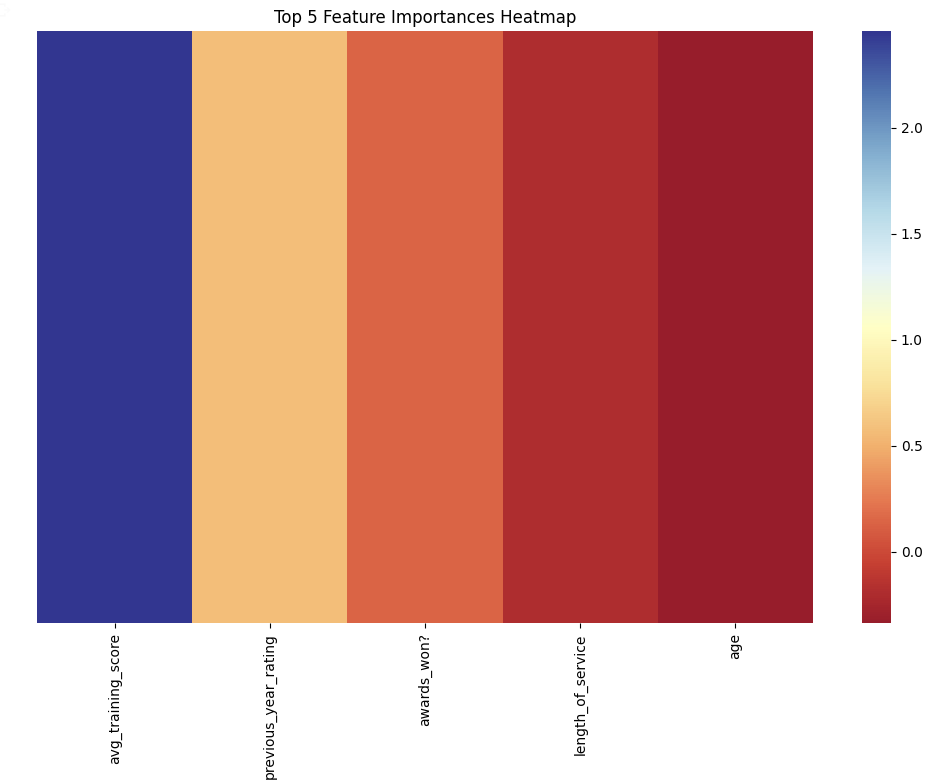 Top 5 Feature Importances Heatmap
2.0
1.5
1.0
0.5
0.0
avg_training_score
previous_year_rating
awards_won?
length_of_service
age